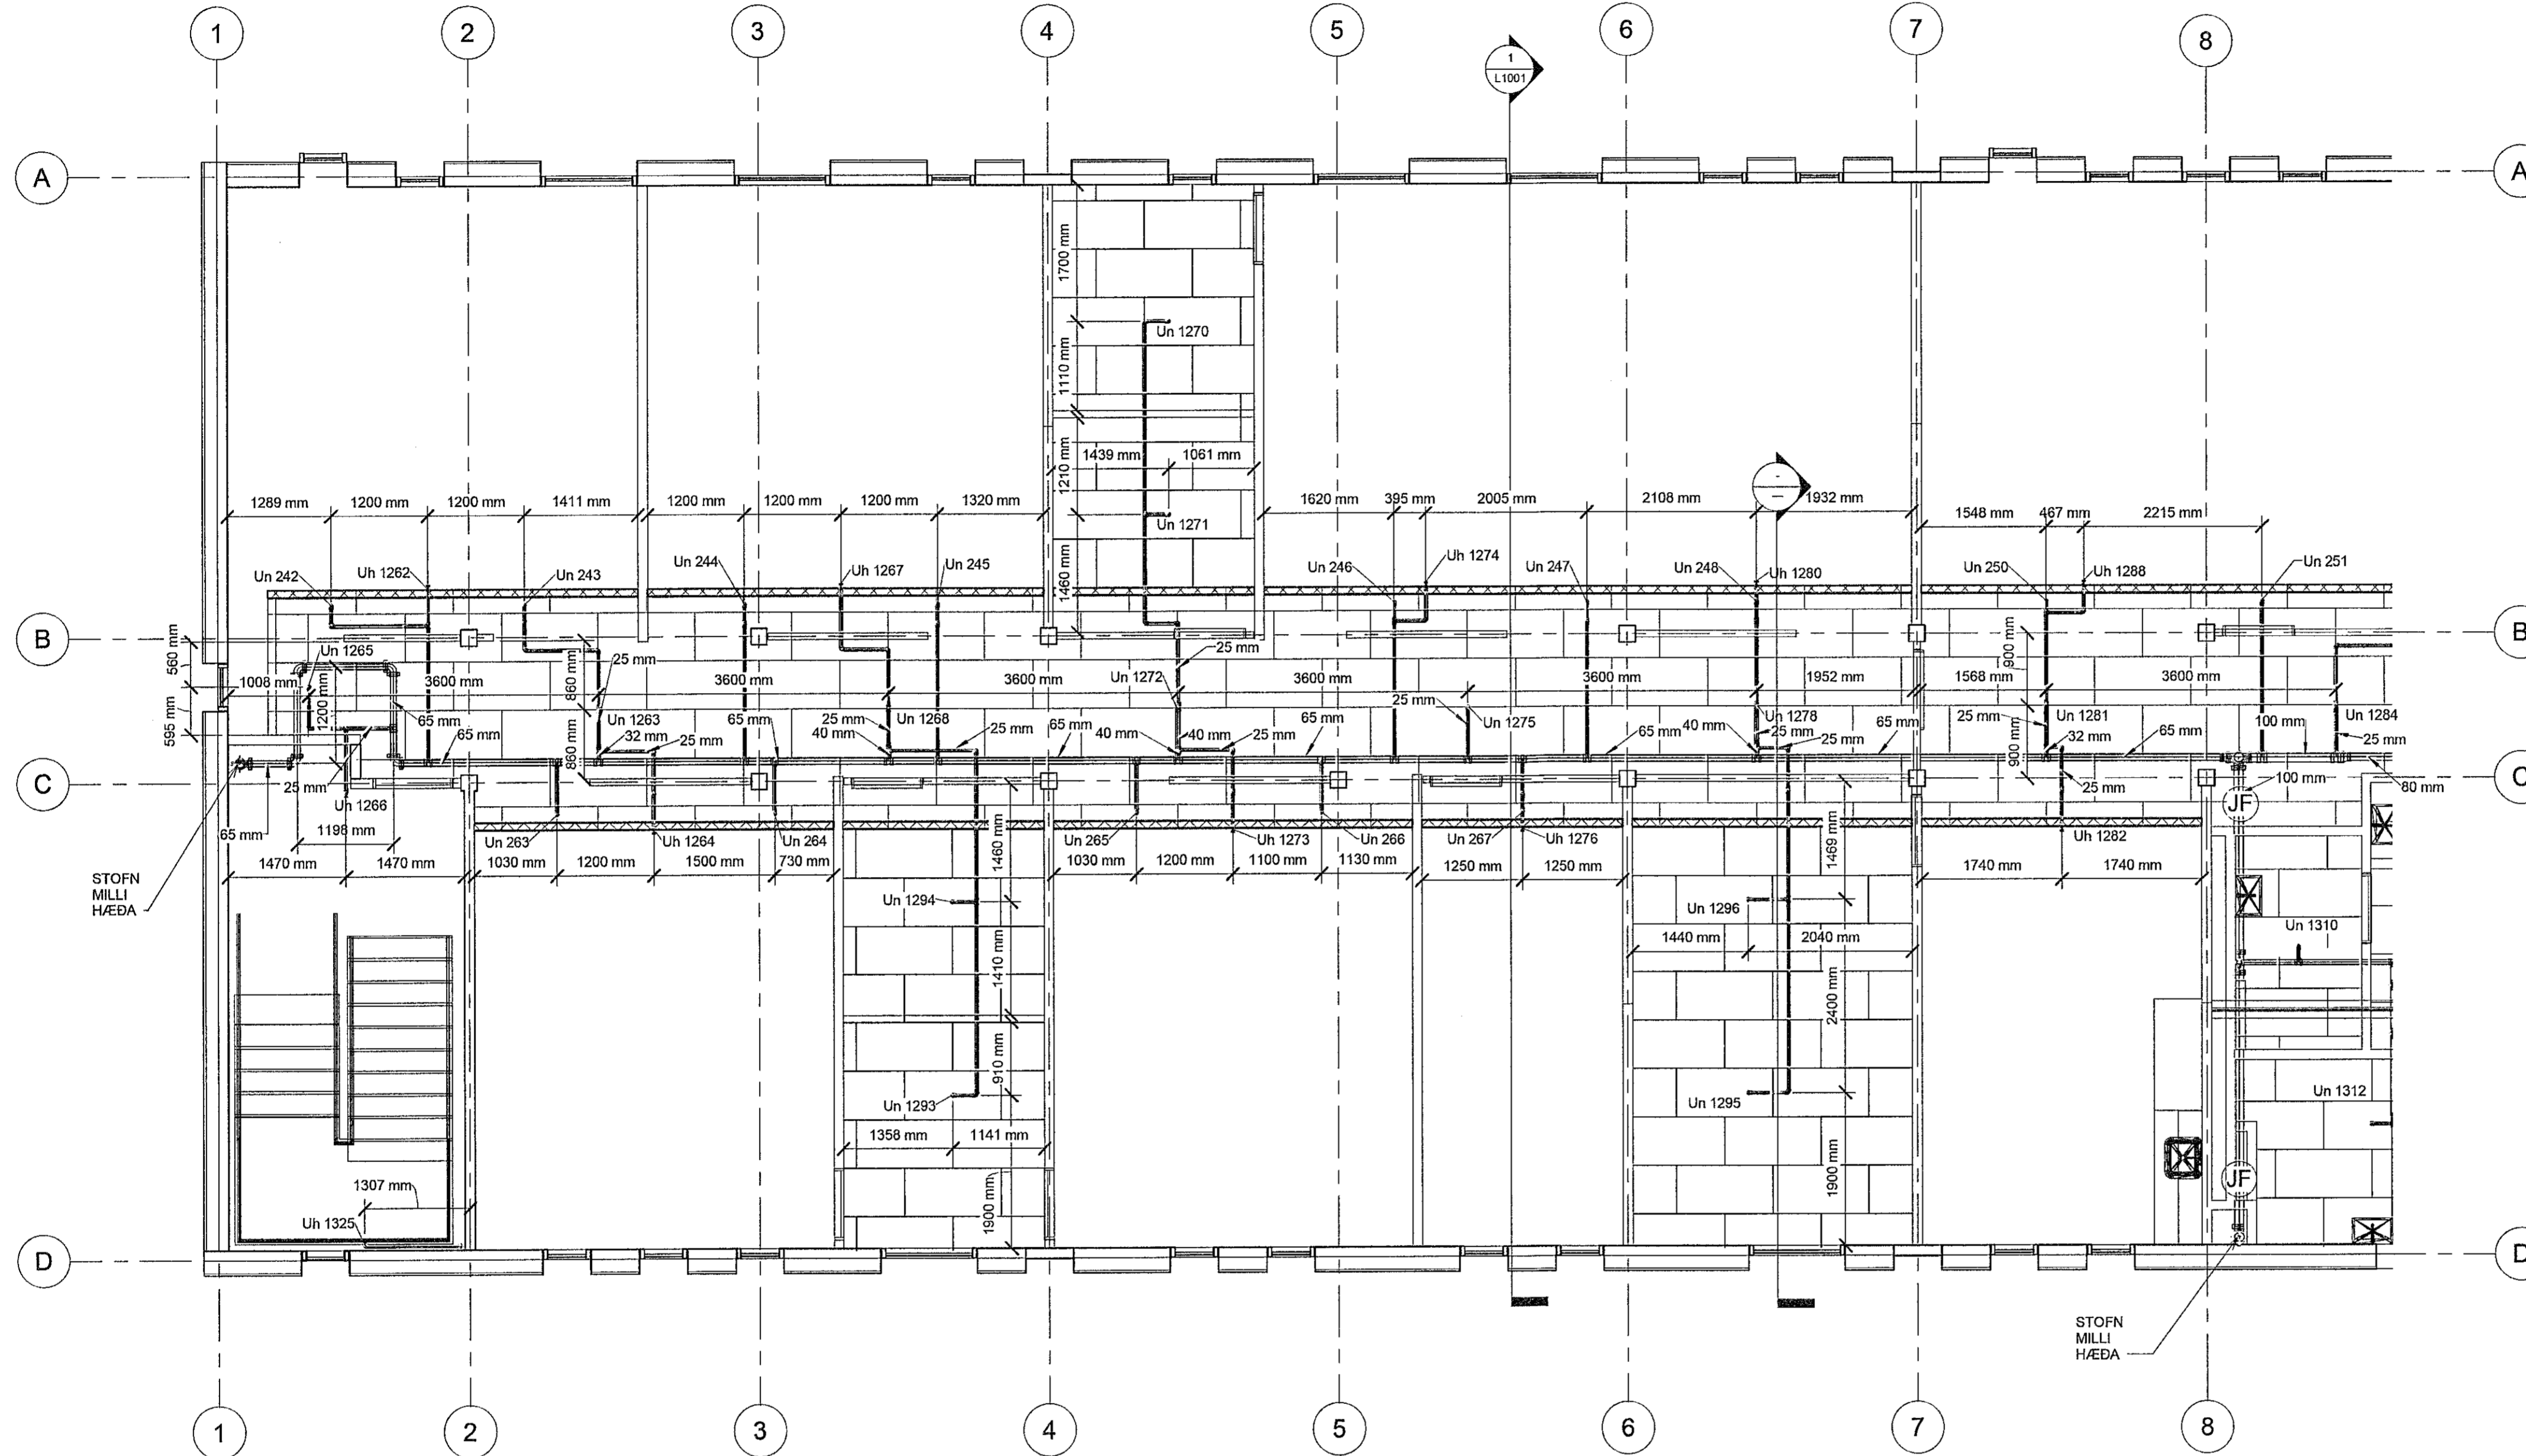 1 2 3 4 5 6 7 8
1
L1001
A A
1700 mm
Un 1270
1110 mm
1439 mm 1061 mm
1210 mm
1289 mm 1200 mm 1200 mm 1411 mm 1200 mm 1200 mm 1200 mm 1320 mm
1620 mm 395 mm 2005 mm 2108 mm 1932 mm
-
-
1548 mm 467 mm 2215 mm
Un 1271
1460 mm
Un 242 Uh 1262 Un 243 Un 244 Uh 1267 Un 245 Un 246 Uh 1274 Un 247 Un 248 Uh 1280 Un 250 Uh 1288 Un 251
B B
560 mm
Un 1265
860 mm
25 mm
25 mm
900 mm
1008 mm 3600 mm 3600 mm 3600 mm Un 1272 3600 mm 3600 mm 1952 mm 1568 mm 3600 mm
1200 mm
595 mm
65 mm
Un 1263
65 mm
25 mm
Un 1268
65 mm
65 mm
25 mm
Un 1275
Un 1278
65 mm
25 mm
Un 1281
100 mm
Un 1284
65 mm
32 mm
25 mm
40 mm
25 mm
40 mm
40 mm
25 mm
65 mm
40 mm
25 mm
25 mm
32 mm
65 mm
25 mm
860 mm
900 mm
C C
25 mm
Uh 1266
100 mm
25 mm
80 mm
JF
65 mm
1198 mm
Un 263 Uh 1264 Un 264 Un 265 Uh 1273 Un 266 Un 267 Uh 1276 Uh 1282
1460 mm
1469 mm
1470 mm 1470 mm 1030 mm 1200 mm 1500 mm 730 mm 1030 mm 1200 mm 1100 mm 1130 mm 1250 mm 1250 mm 1740 mm 1740 mm
STOFN
MILLI
HÆÐA
Un 1294
Un 1296
Un 1310
1410 mm
1440 mm 2040 mm
2400 mm
910 mm
Un 1293
Un 1295
Un 1312
1358 mm 1141 mm
JF
1307 mm
1900 mm
1900 mm
Uh 1325
D D
STOFN
MILLI
HÆÐA
1 2 3 4 5 6 7 8